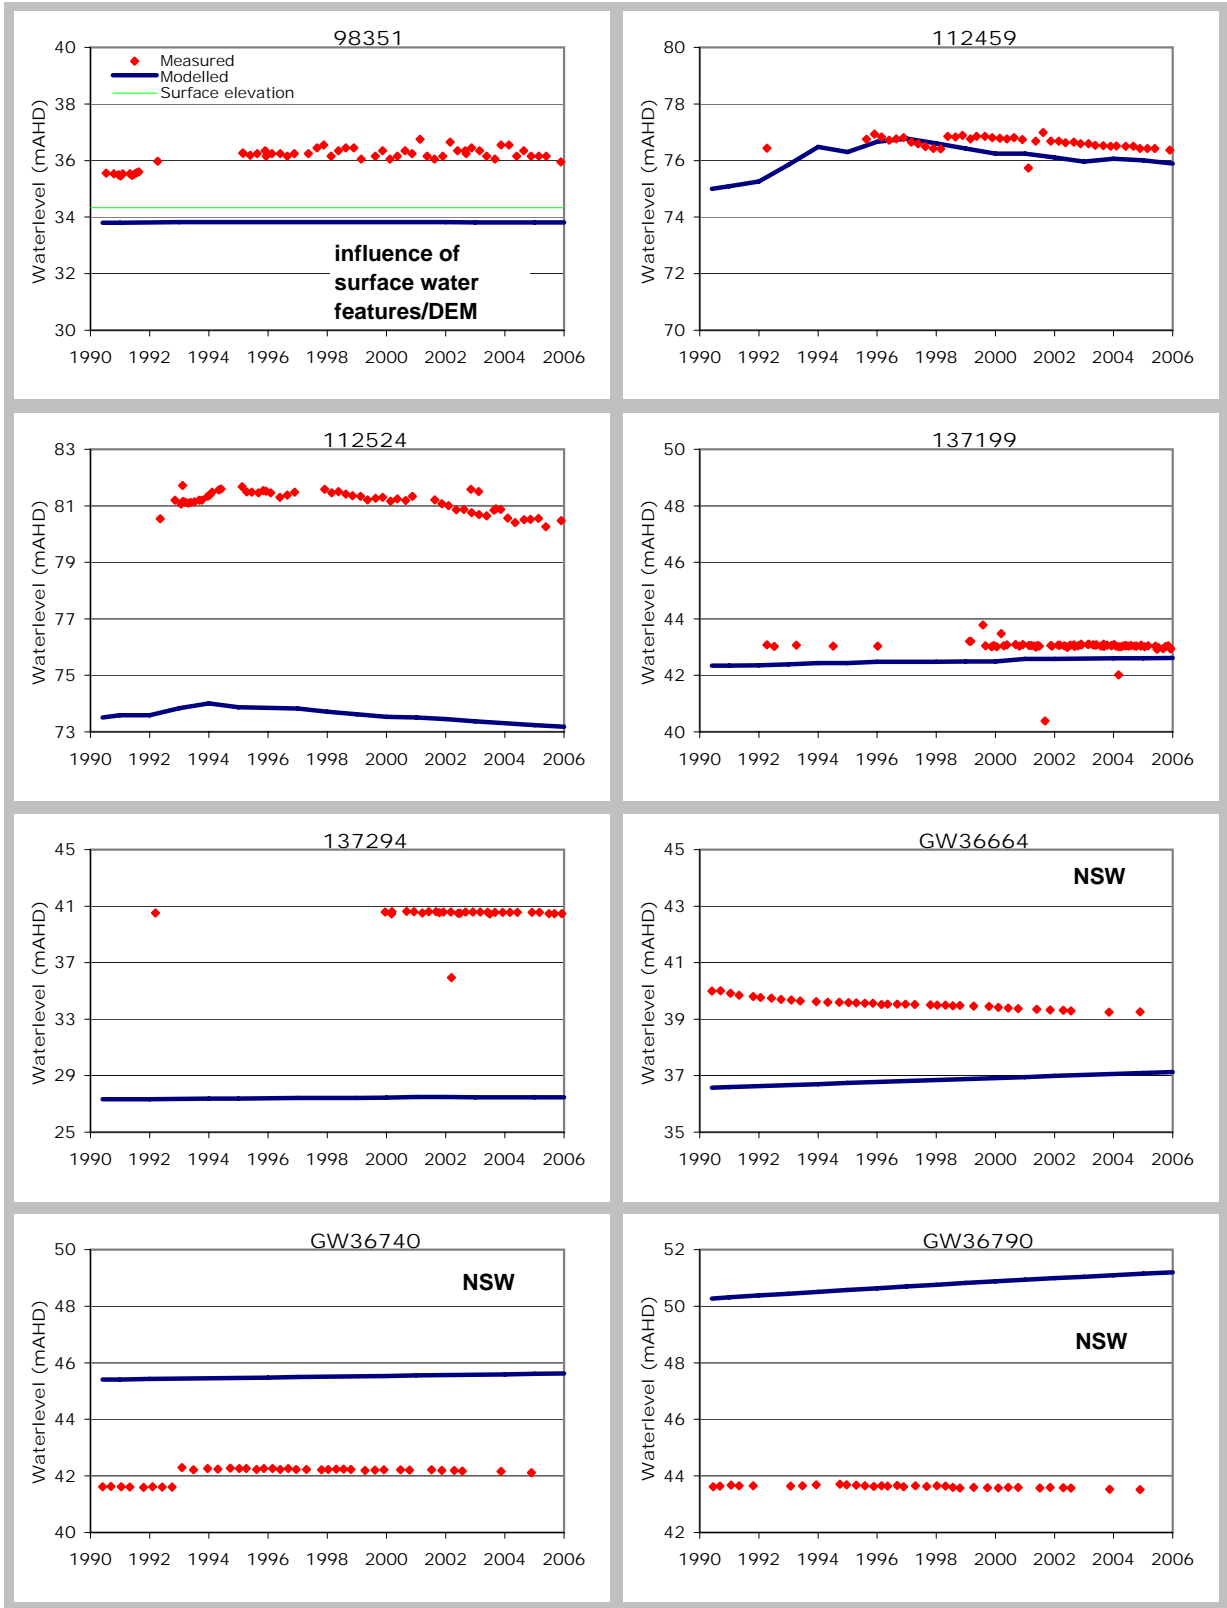 98351
40
38
36
34
32
30
Waterlevel (mAHD)
Measured
Modelled
Surface elevation
influence of
surface water
features/DEM
1990 1992 1994 1996 1998 2000 2002 2004 2006
112459
80
78
76
74
72
70
Waterlevel (mAHD)
1990 1992 1994 1996 1998 2000 2002 2004 2006
112524
83
81
79
77
75
73
Waterlevel (mAHD)
1990 1992 1994 1996 1998 2000 2002 2004 2006
137199
50
48
46
44
42
40
Waterlevel (mAHD)
1990 1992 1994 1996 1998 2000 2002 2004 2006
137294
45
41
37
33
29
25
Waterlevel (mAHD)
1990 1992 1994 1996 1998 2000 2002 2004 2006
GW36664
NSW
45
43
41
39
37
35
Waterlevel (mAHD)
1990 1992 1994 1996 1998 2000 2002 2004 2006
GW36740
NSW
50
48
46
44
42
40
Waterlevel (mAHD)
1990 1992 1994 1996 1998 2000 2002 2004 2006
GW36790
52
50
48
46
44
42
NSW
Waterlevel (mAHD)
1990 1992 1994 1996 1998 2000 2002 2004 2006